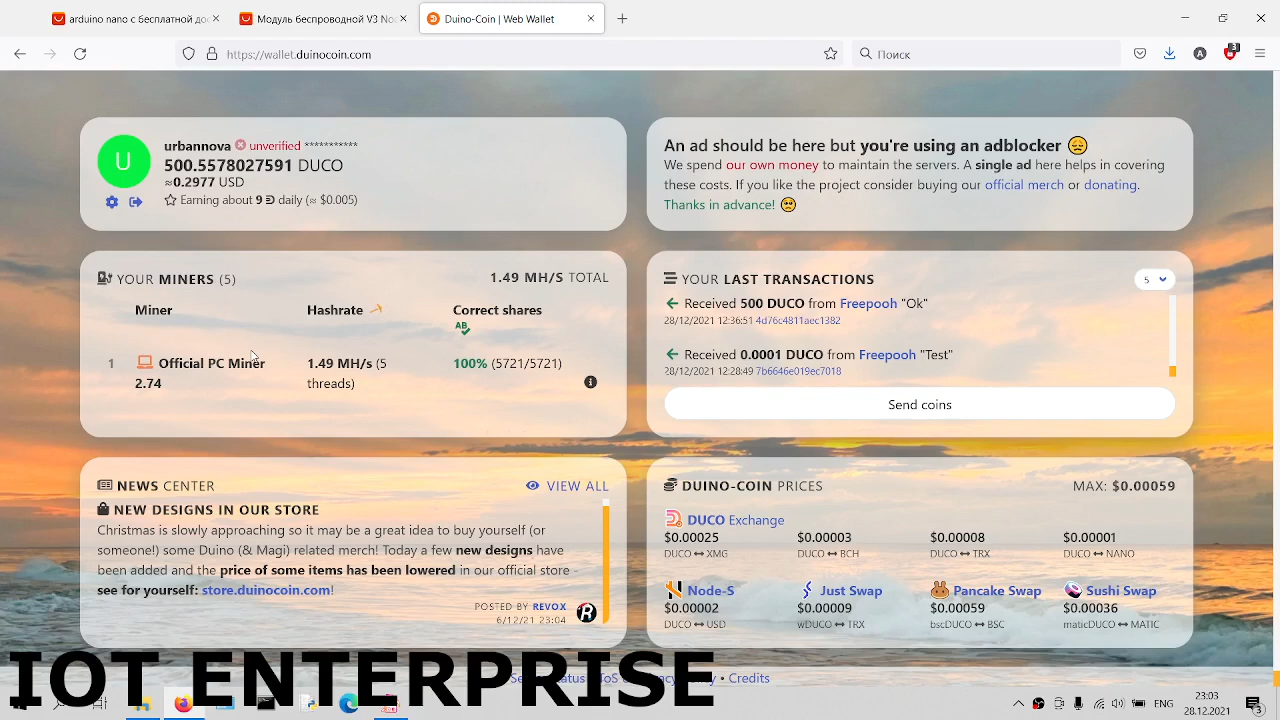 arduino nano с бесплатной дос
Модуль беспроводной V3 No
Duino-Coin | Web Wallet
https://wallet.duinocoin.com
Поиск
A
3
U
urbannova unverified ***********
500.5578027591 DUCO
≈0.2977 USD
Earning about 9 daily (≈ $0.005)
An ad should be here but you're using an adblocker
We spend our own money to maintain the servers. A single ad here helps in covering
these costs. If you like the project consider buying our official merch or donating.
Thanks in advance!
YOUR MINERS (5)
1.49 MH/S TOTAL
Miner Hashrate Correct shares
AB
1 Official PC Miner 1.49 MH/s (5 100% (5721/5721)
2.74 threads)
YOUR LAST TRANSACTIONS
5
Received 500 DUCO from Freepooh "Ok"
28/12/2021 12:36:51 4d76c4811aec1382
Received 0.0001 DUCO from Freepooh "Test"
28/12/2021 12:28:49 7b6646e019ec7018
Send coins
NEWS CENTER
VIEW ALL
NEW DESIGNS IN OUR STORE
Christmas is slowly approaching so it may be a great idea to buy yourself (or
someone!) some Duino (& Magi) related merch! Today a few new designs have
been added and the price of some items has been lowered in our official store -
see for yourself: store.duinocoin.com!
POSTED BY REVOX
6/12/21 23:04
R
DUINO-COIN PRICES
MAX: $0.00059
DUCO Exchange
$0.00025 $0.00003 $0.00008 $0.00001
DUCO ↔ XMG DUCO ↔ BCH DUCO ↔ TRX DUCO ↔ NANO
Node-S Just Swap Pancake Swap Sushi Swap
$0.00002 $0.00009 $0.00059 $0.00036
DUCO ↔ USD wDUCO ↔ TRX bscDUCO ↔ BSC maticDUCO ↔ MATIC
• Credits
IOT ENTERPRISE
ENG
23:03
28.12.2021
3